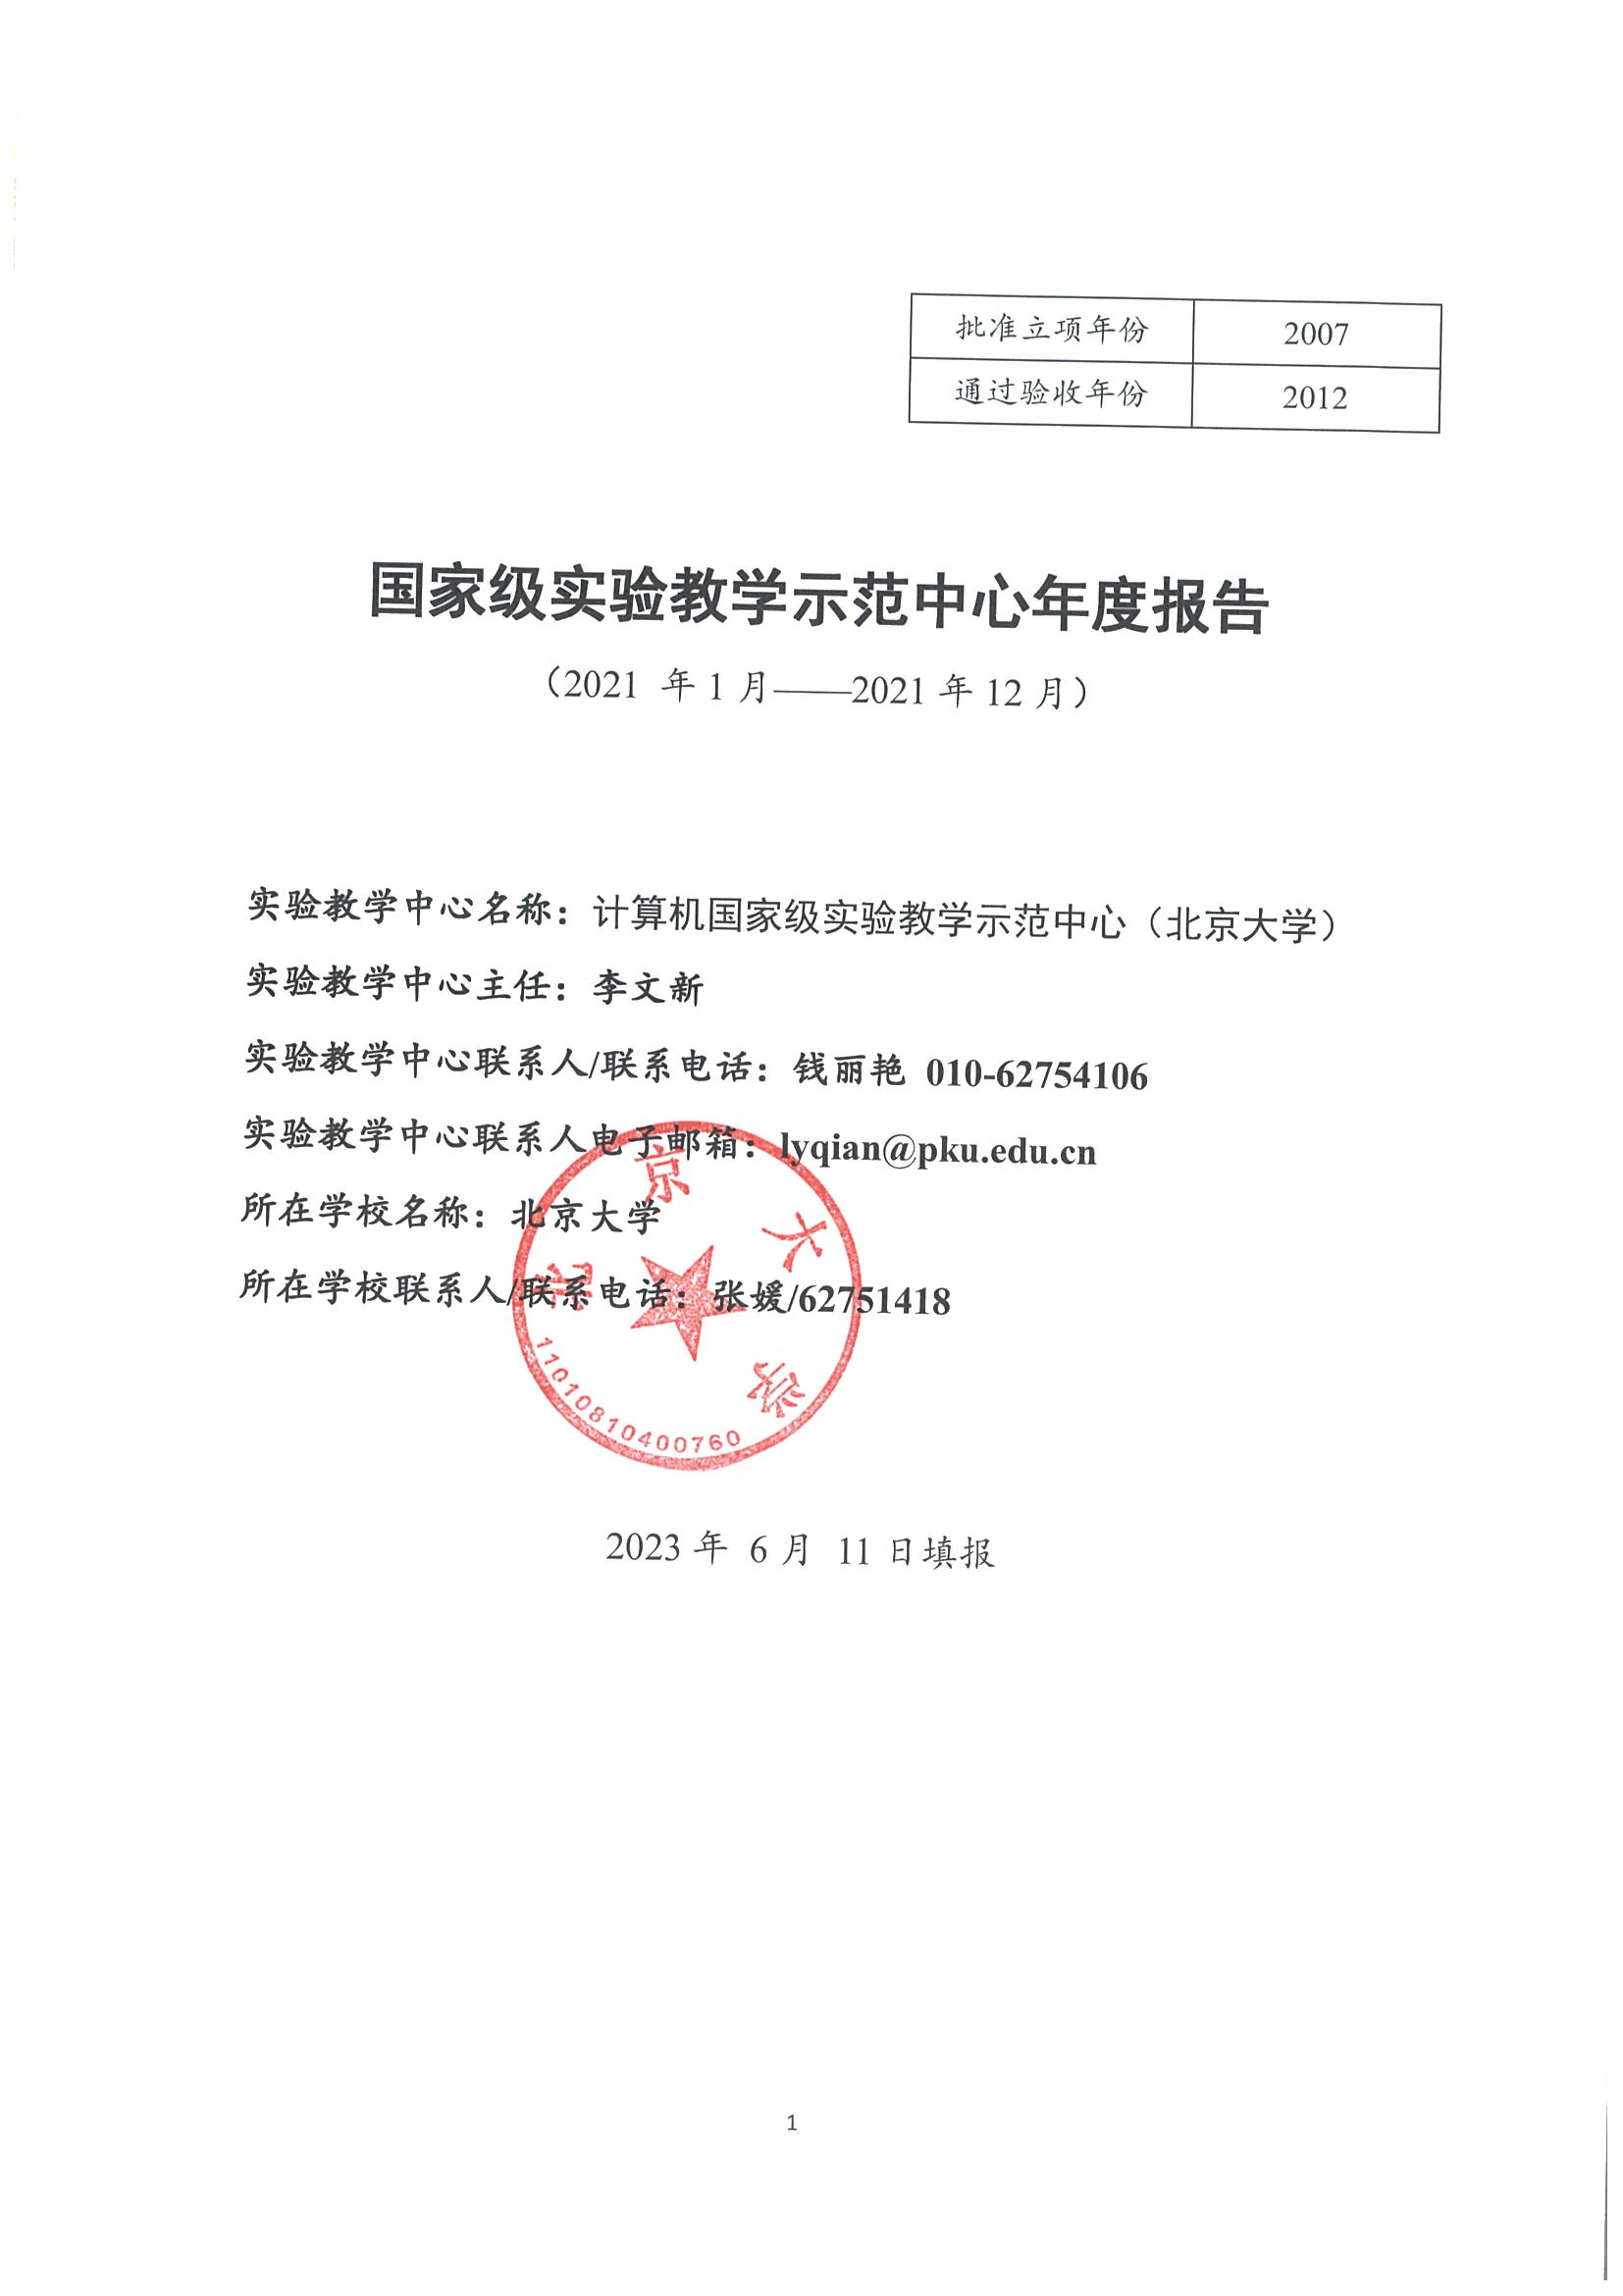 批准立项年份 2007
通过验收年份 2012
国家级实验教学示范中心年度报告
（2021 年 1 月——2021 年 12 月）
实验教学中心名称：计算机国家级实验教学示范中心（北京大学）
实验教学中心主任：李文新
实验教学中心联系人/联系电话：钱丽艳 010-62754106
实验教学中心联系人电子邮箱：lyqian@pku.edu.cn
所在学校名称：北京大学
所在学校联系人/联系电话：张媛/62751418
北京大学
11010810400760
2023 年 6 月 11 日填报
1